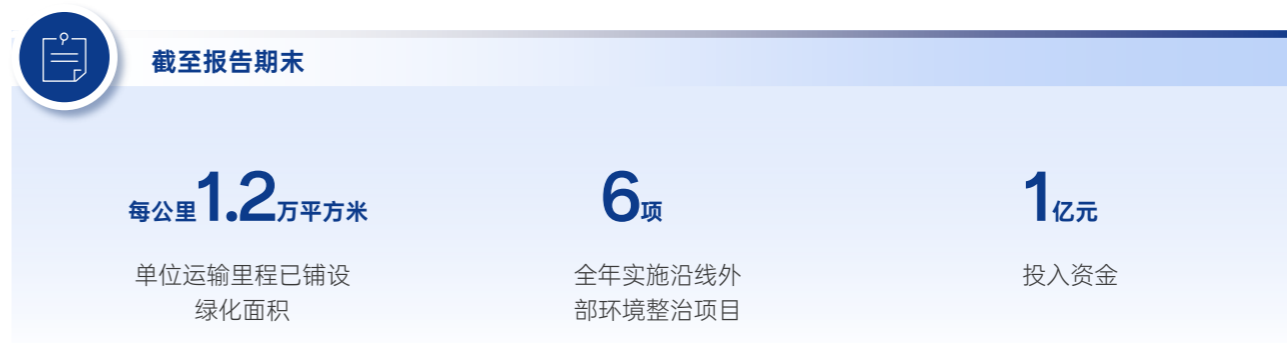 截至报告期末
每公里1.2万平方米
6项
1亿元
单位运输里程已铺设
绿化面积
全年实施沿线外
部环境整治项目
投入资金